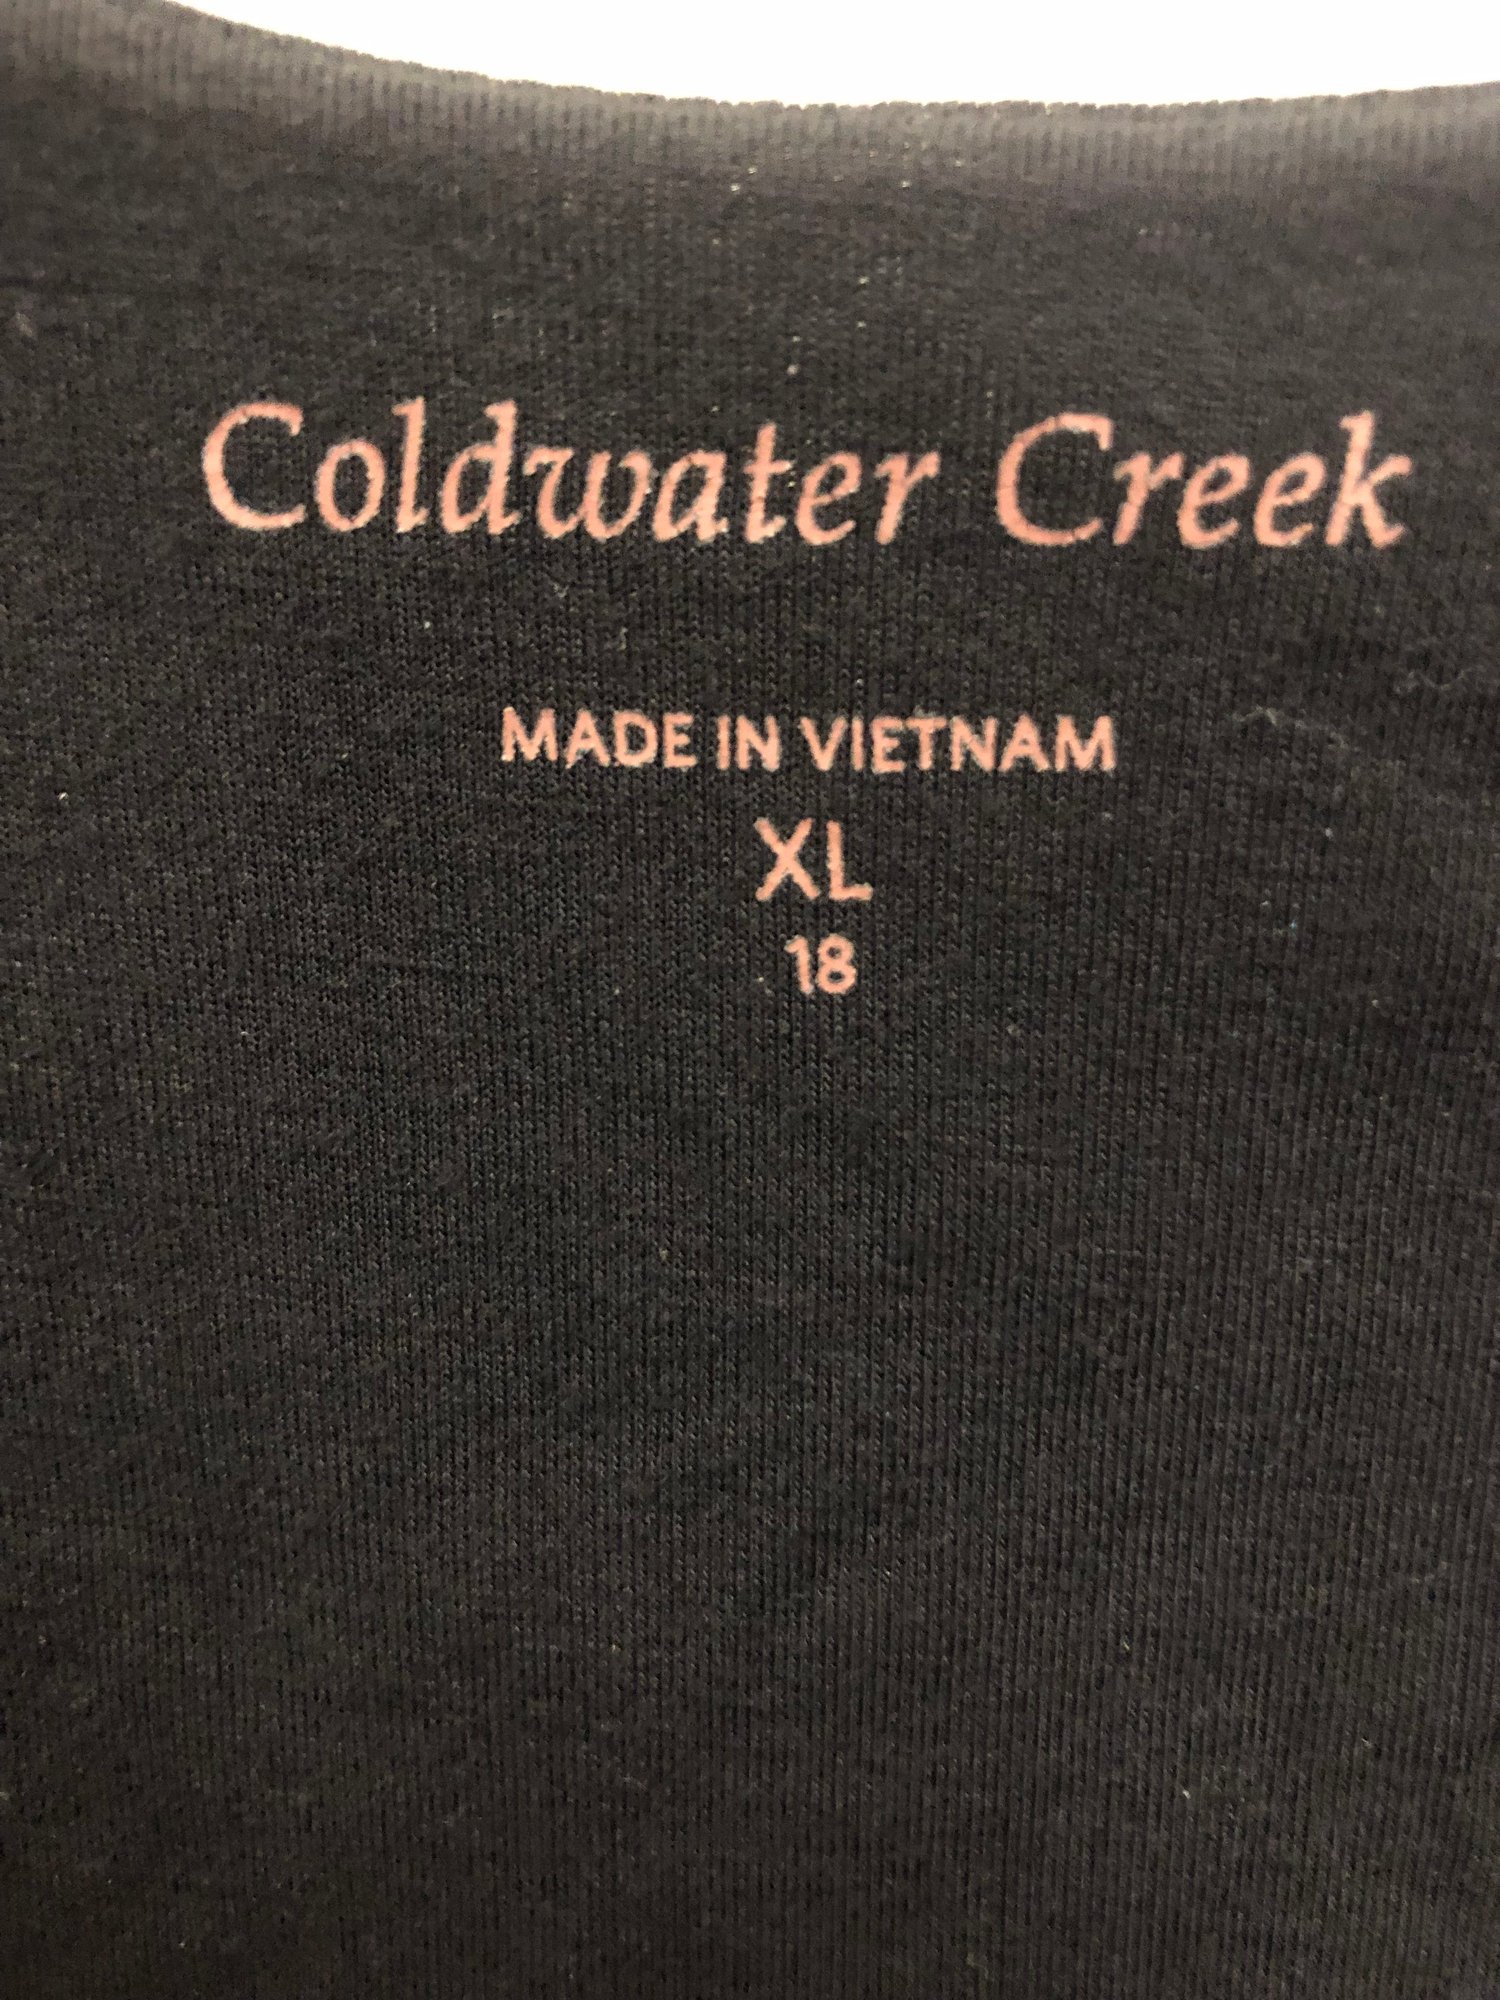 Coldwater Creek
MADE IN VIETNAM
XL
18